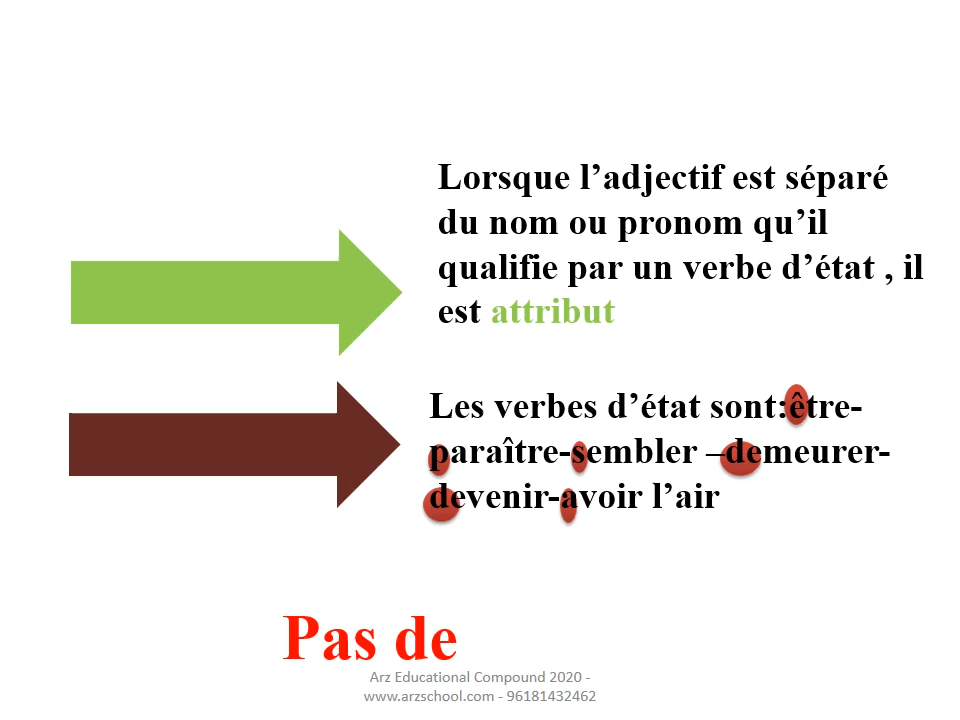 Lorsque l’adjectif est séparé
du nom ou pronom qu’il
qualifie par un verbe d’état , il
est attribut
Les verbes d’état sont:être-
paraître-sembler –demeurer-
devenir-avoir l’air
Pas de
Arz Educational Compound 2020 -
www.arzschool.com - 96181432462